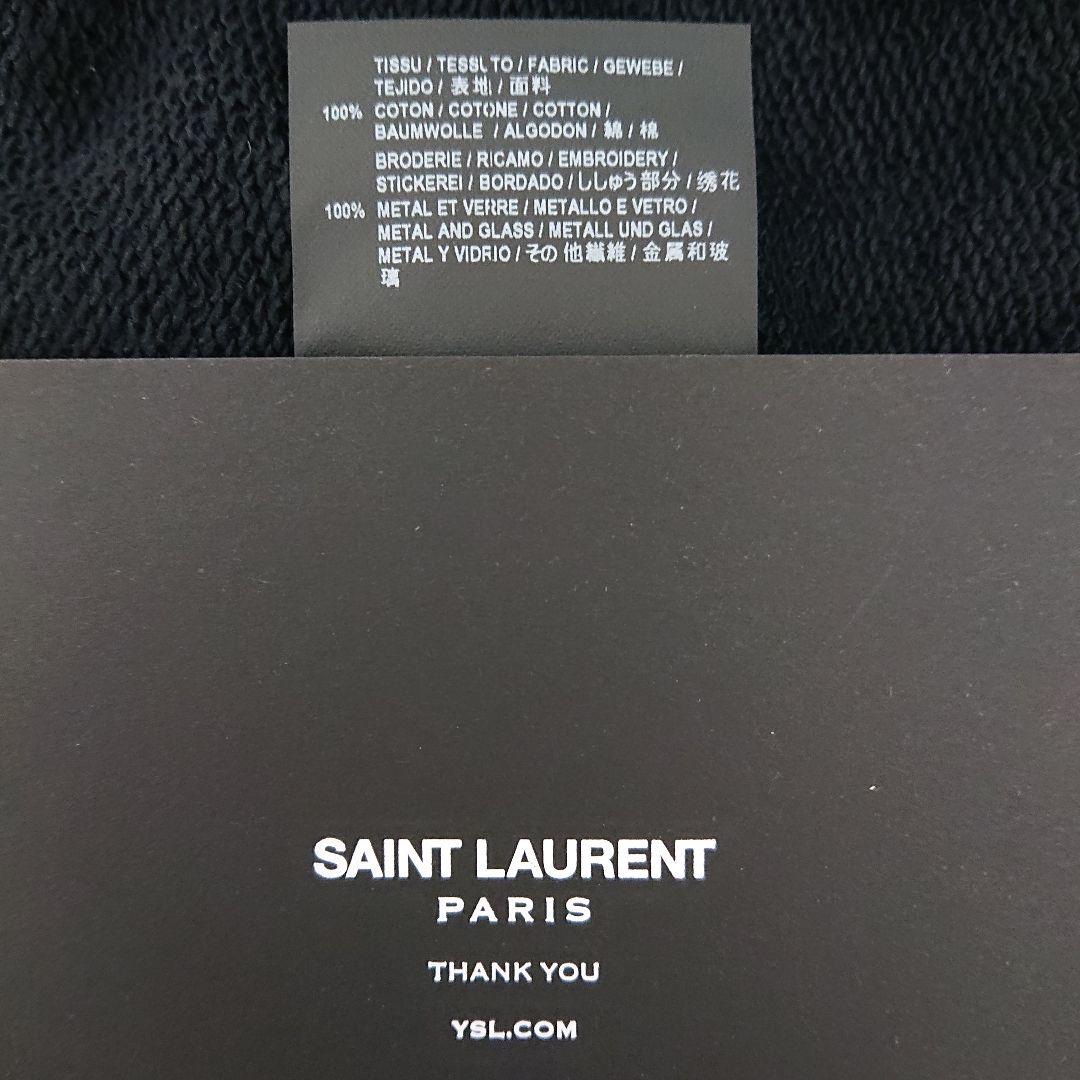 TISSU / TESSUTO / FABRIC / GEWEBE /
TEJIDO / 表地 / 面料
100% COTON / COTONE / COTTON /
BAUMWOLLE / ALGODON / 綿 / 棉
BRODERIE / RICAMO / EMBROIDERY /
STICKEREI / BORDADO / ししゅう部分 / 绣花
100% METAL ET VERRE / METALLO E VETRO /
METAL AND GLASS / METALL UND GLAS /
METAL Y VIDRIO / その他繊維 / 金属和玻
璃
SAINT LAURENT
PARIS
THANK YOU
YSL.COM